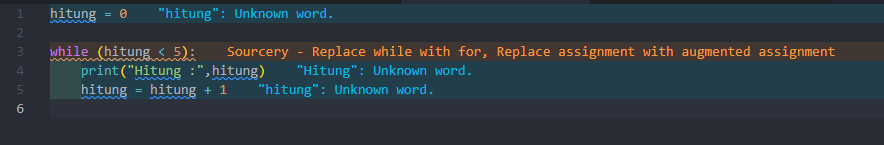 1 hitung = 0 "hitung": Unknown word.
2
3 while (hitung < 5): Sourcery - Replace while with for, Replace assignment with augmented assignment
4 print("Hitung :",hitung) "Hitung": Unknown word.
5 hitung = hitung + 1 "hitung": Unknown word.
6